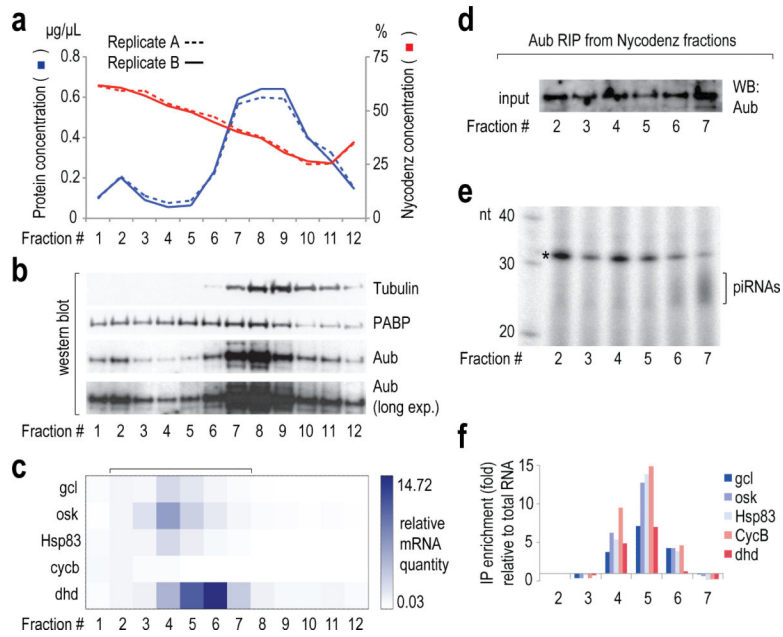 a
µg/µL
%
Replicate A
Replicate B
Protein concentration ( )
Nycodenz concentration ( )
0.8
0.6
0.4
0.2
0
75
50
25
0
Fraction # 1 2 3 4 5 6 7 8 9 10 11 12
b
western blot
Tubulin
PABP
Aub
Aub
(long exp.)
Fraction # 1 2 3 4 5 6 7 8 9 10 11 12
c
gcl
osk
Hsp83
cycb
dhd
14.72
relative
mRNA
quantity
0.03
Fraction # 1 2 3 4 5 6 7 8 9 10 11 12
d
Aub RIP from Nycodenz fractions
input
WB:
Aub
Fraction # 2 3 4 5 6 7
e
nt 40
*
30
20
piRNAs
Fraction # 2 3 4 5 6 7
f
IP enrichment (fold)
relative to total RNA
15
10
5
0
gcl
osk
Hsp83
CycB
dhd
2 3 4 5 6 7